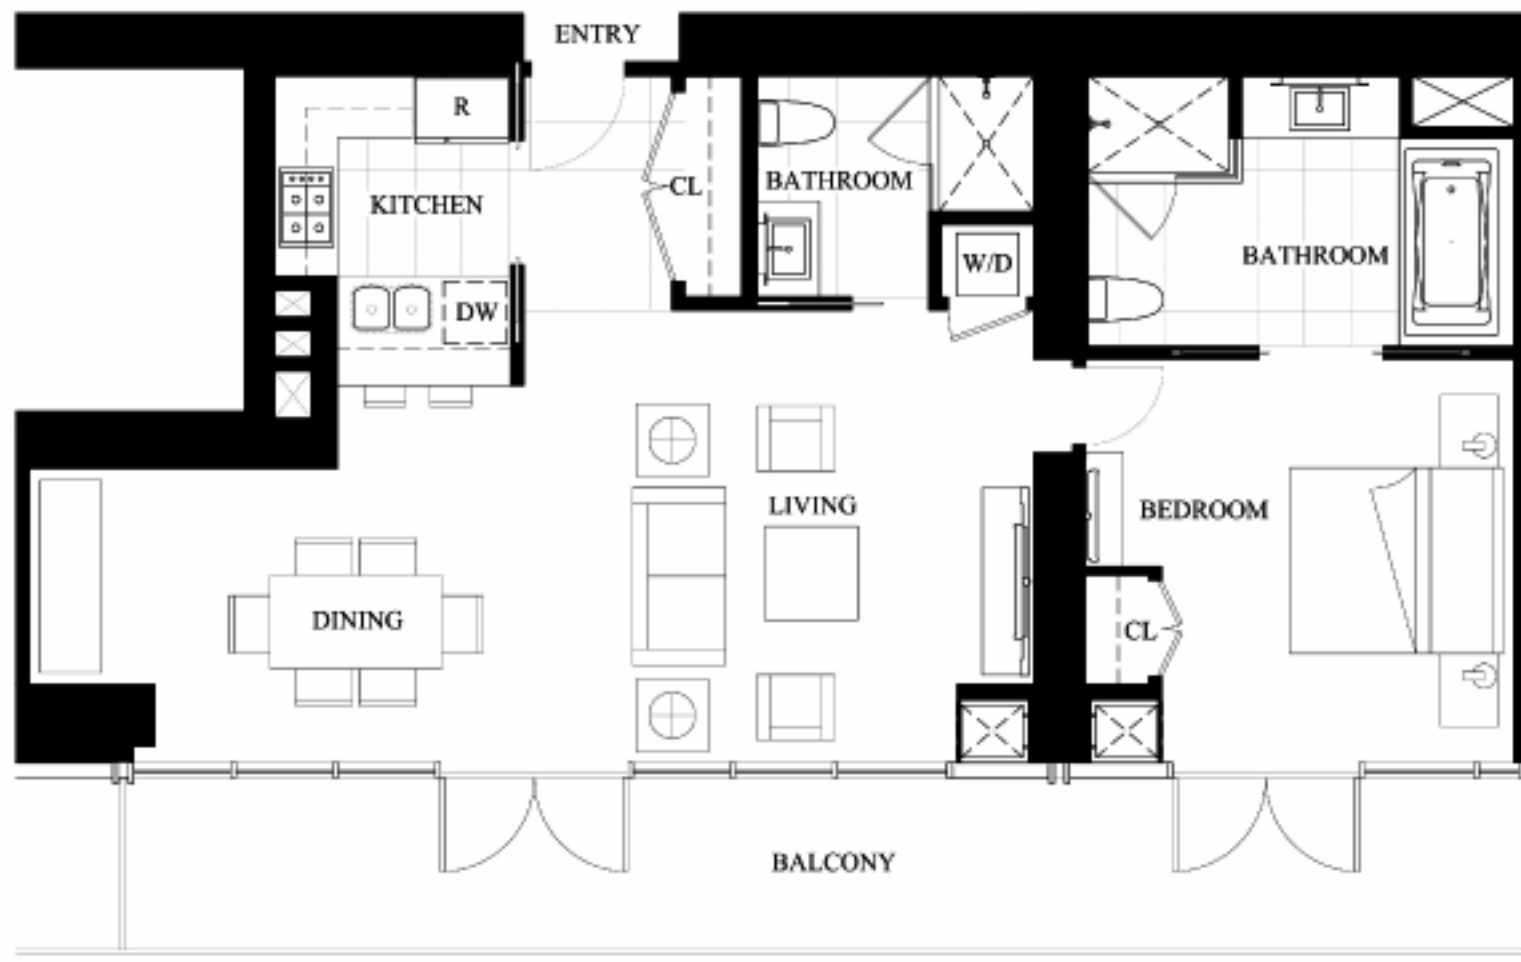 ENTRY
R
KITCHEN
CL
BATHROOM
W/D
BATHROOM
DW
LIVING
BEDROOM
DINING
CL
BALCONY